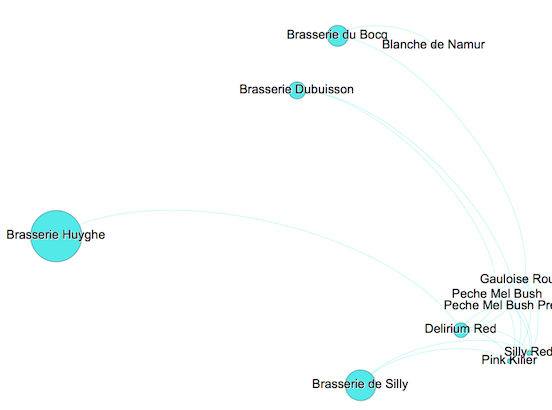 Brasserie du Bocq
Blanche de Namur
Brasserie Dubuisson
Brasserie Huyghe
Gauloise Rou
Peche Mel Bush
Peche Mel Bush Pre
Delirium Red
Silly Red
Pink Killer
Brasserie de Silly